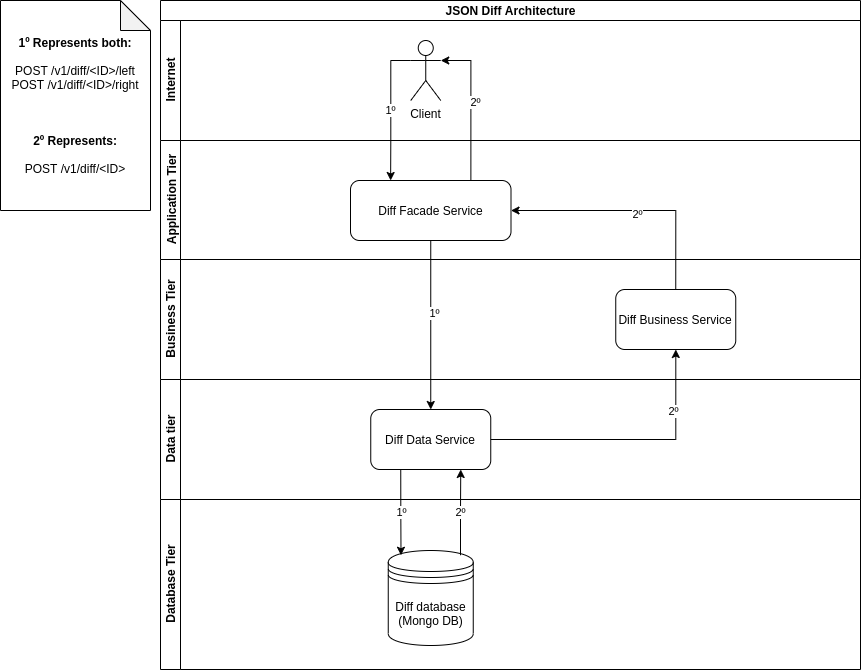 1º Represents both:
POST /v1/diff/<ID>/left
POST /v1/diff/<ID>/right
2º Represents:
POST /v1/diff/<ID>
JSON Diff Architecture
Internet
Client
1º
2º
Application Tier
Diff Facade Service
2º
Business Tier
1º
Diff Business Service
Data tier
Diff Data Service
2º
Database Tier
1º
2º
Diff database
(Mongo DB)